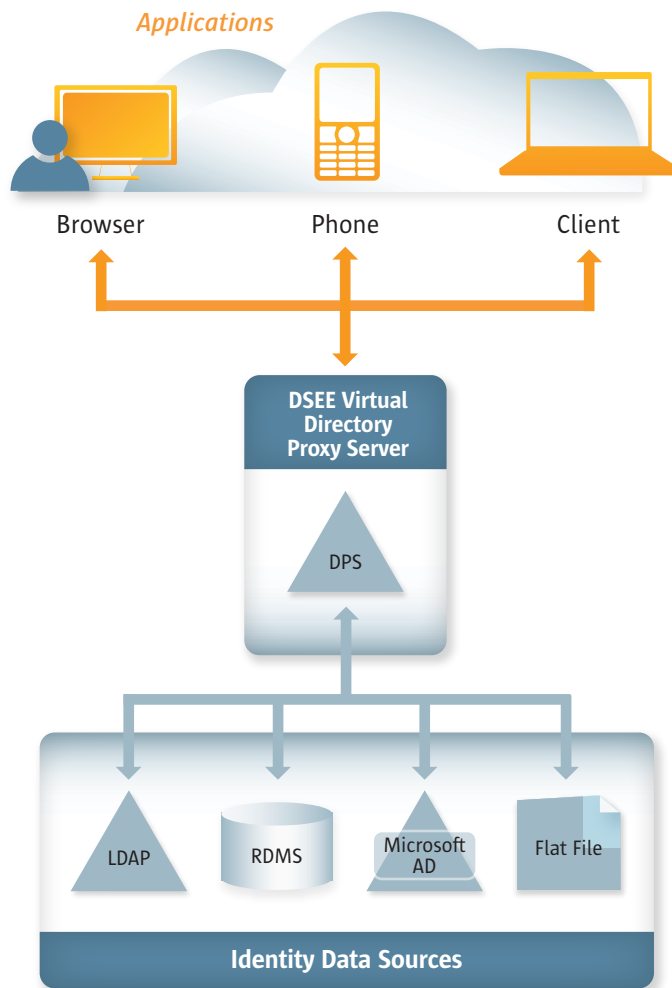 Applications
Browser
Phone
Client
DSEE Virtual
Directory
Proxy Server
DPS
LDAP
RDMS
Microsoft
AD
Flat File
Identity Data Sources